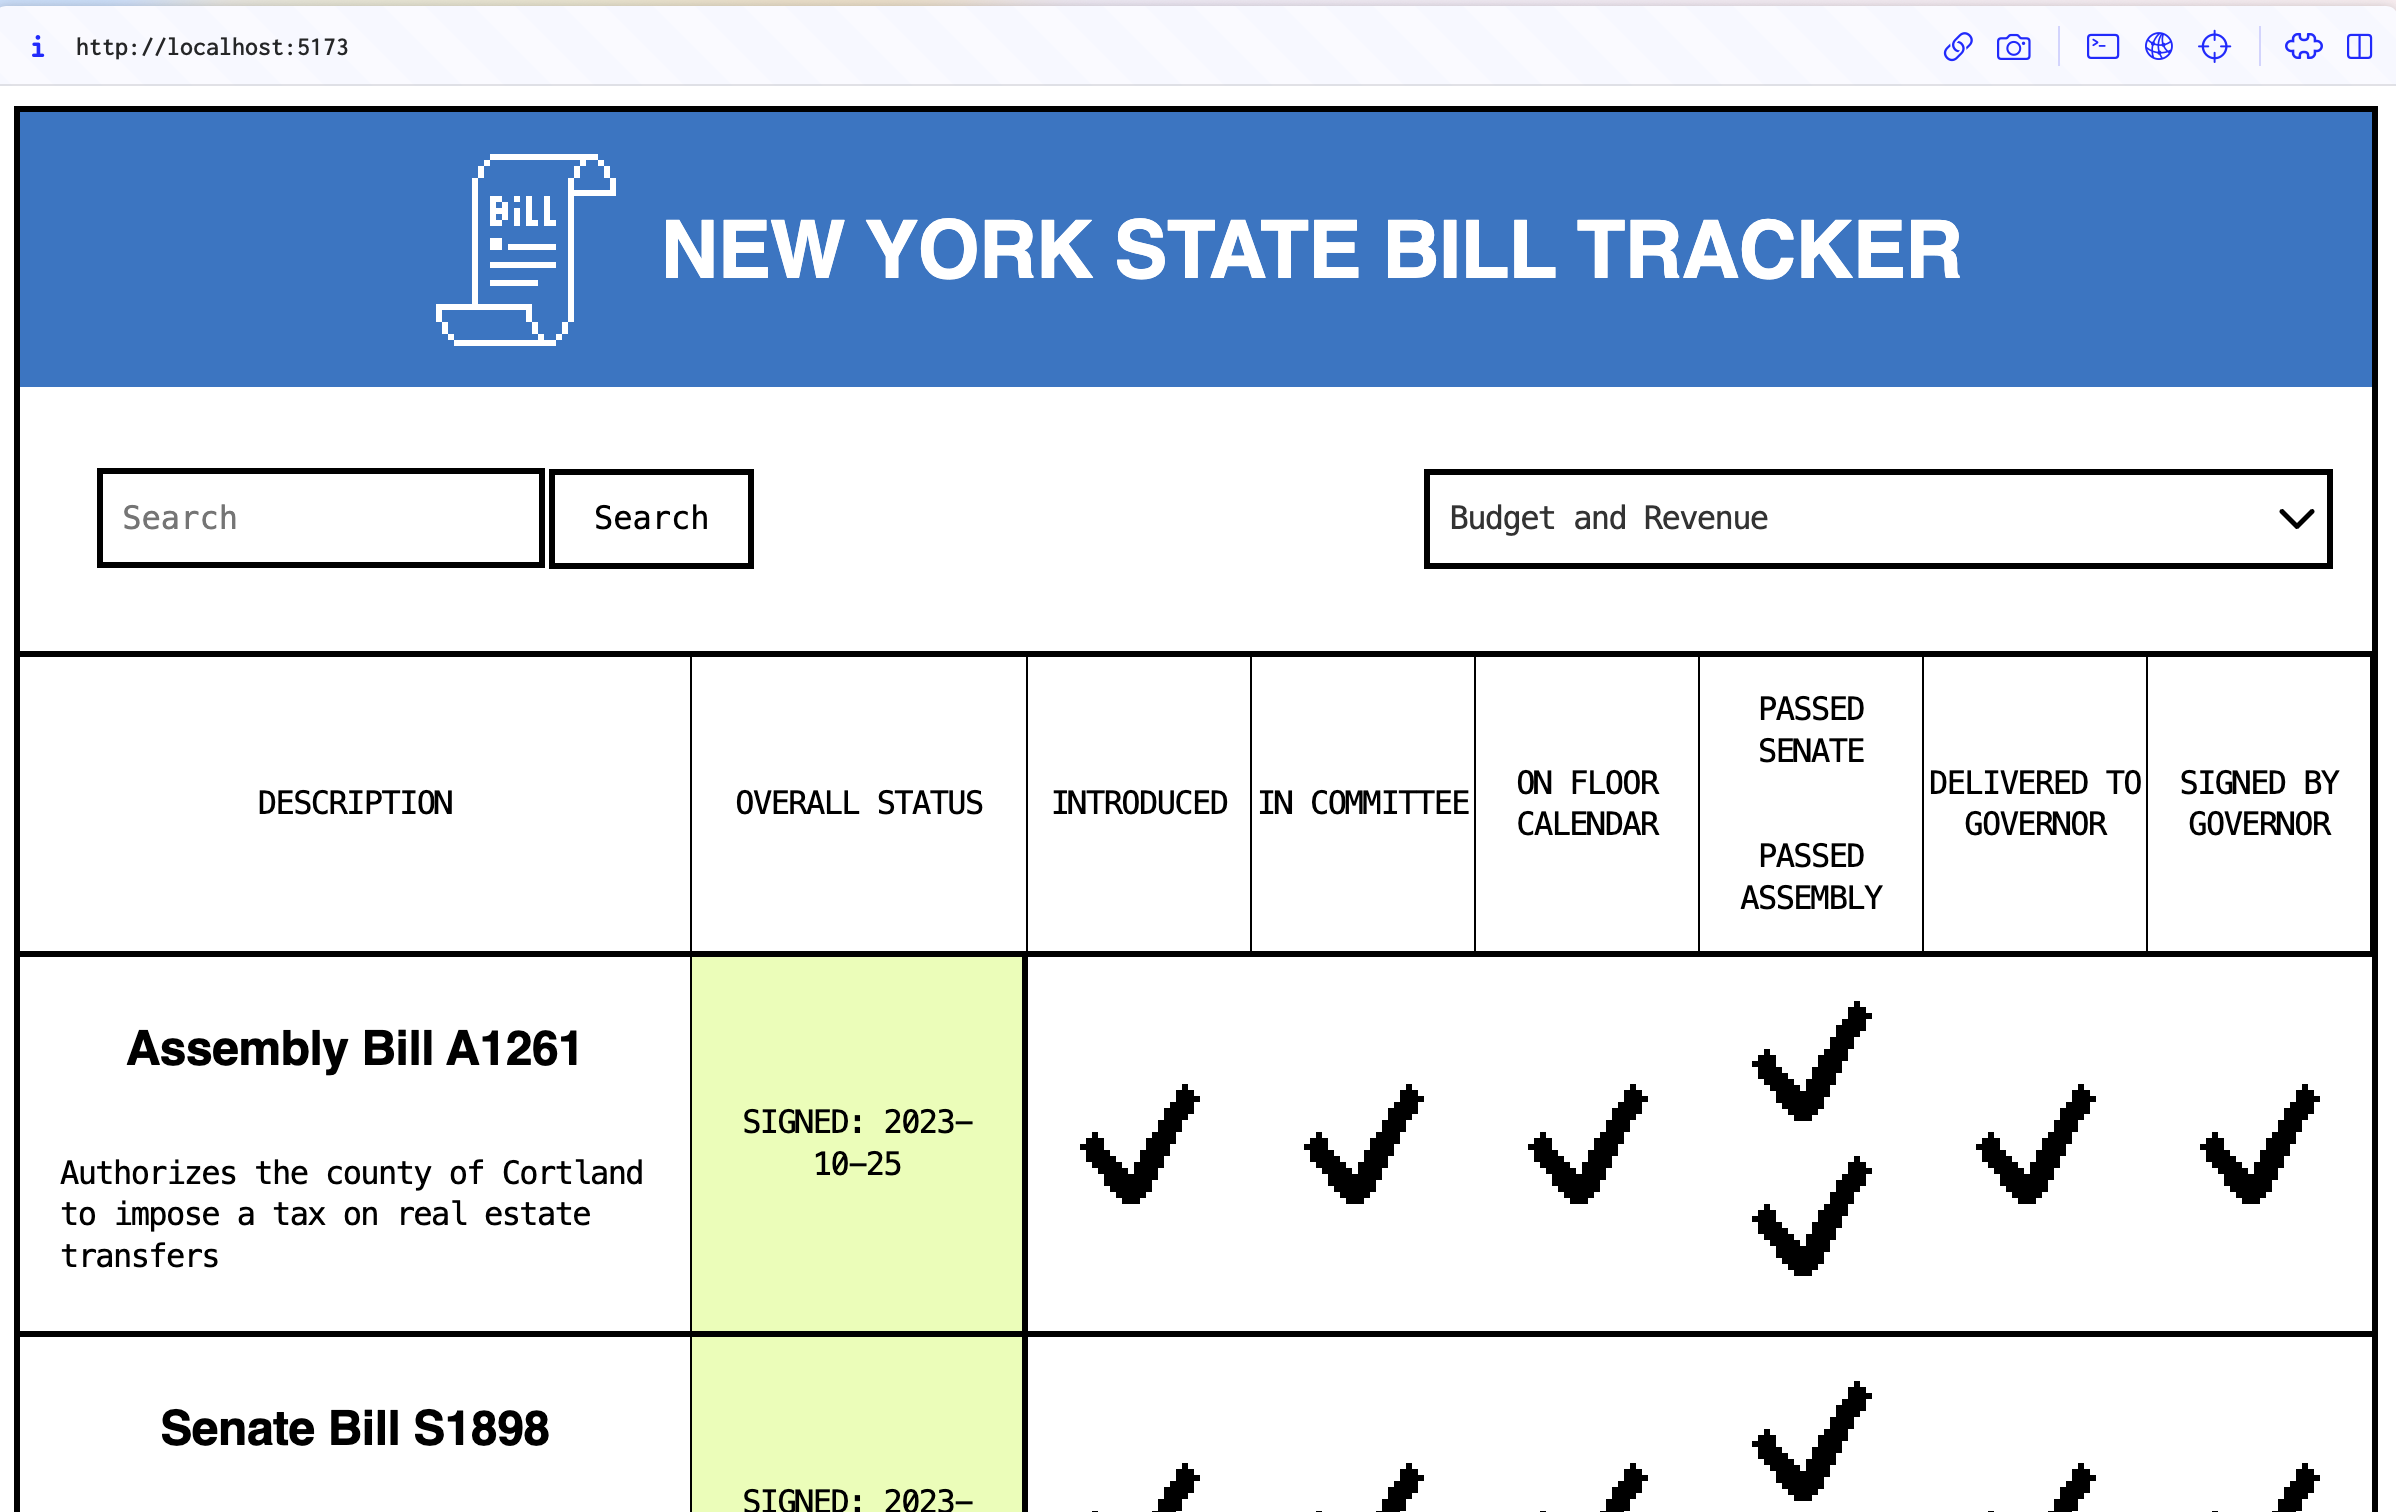 i http://localhost:5173
Bill
NEW YORK STATE BILL TRACKER
Search Search Budget and Revenue
DESCRIPTION
OVERALL STATUS
INTRODUCED
IN COMMITTEE
ON FLOOR
CALENDAR
PASSED
SENATE
PASSED
ASSEMBLY
DELIVERED TO
GOVERNOR
SIGNED BY
GOVERNOR
Assembly Bill A1261
Authorizes the county of Cortland
to impose a tax on real estate
transfers
SIGNED: 2023-
10-25
Senate Bill S1898
SIGNED: 2023-